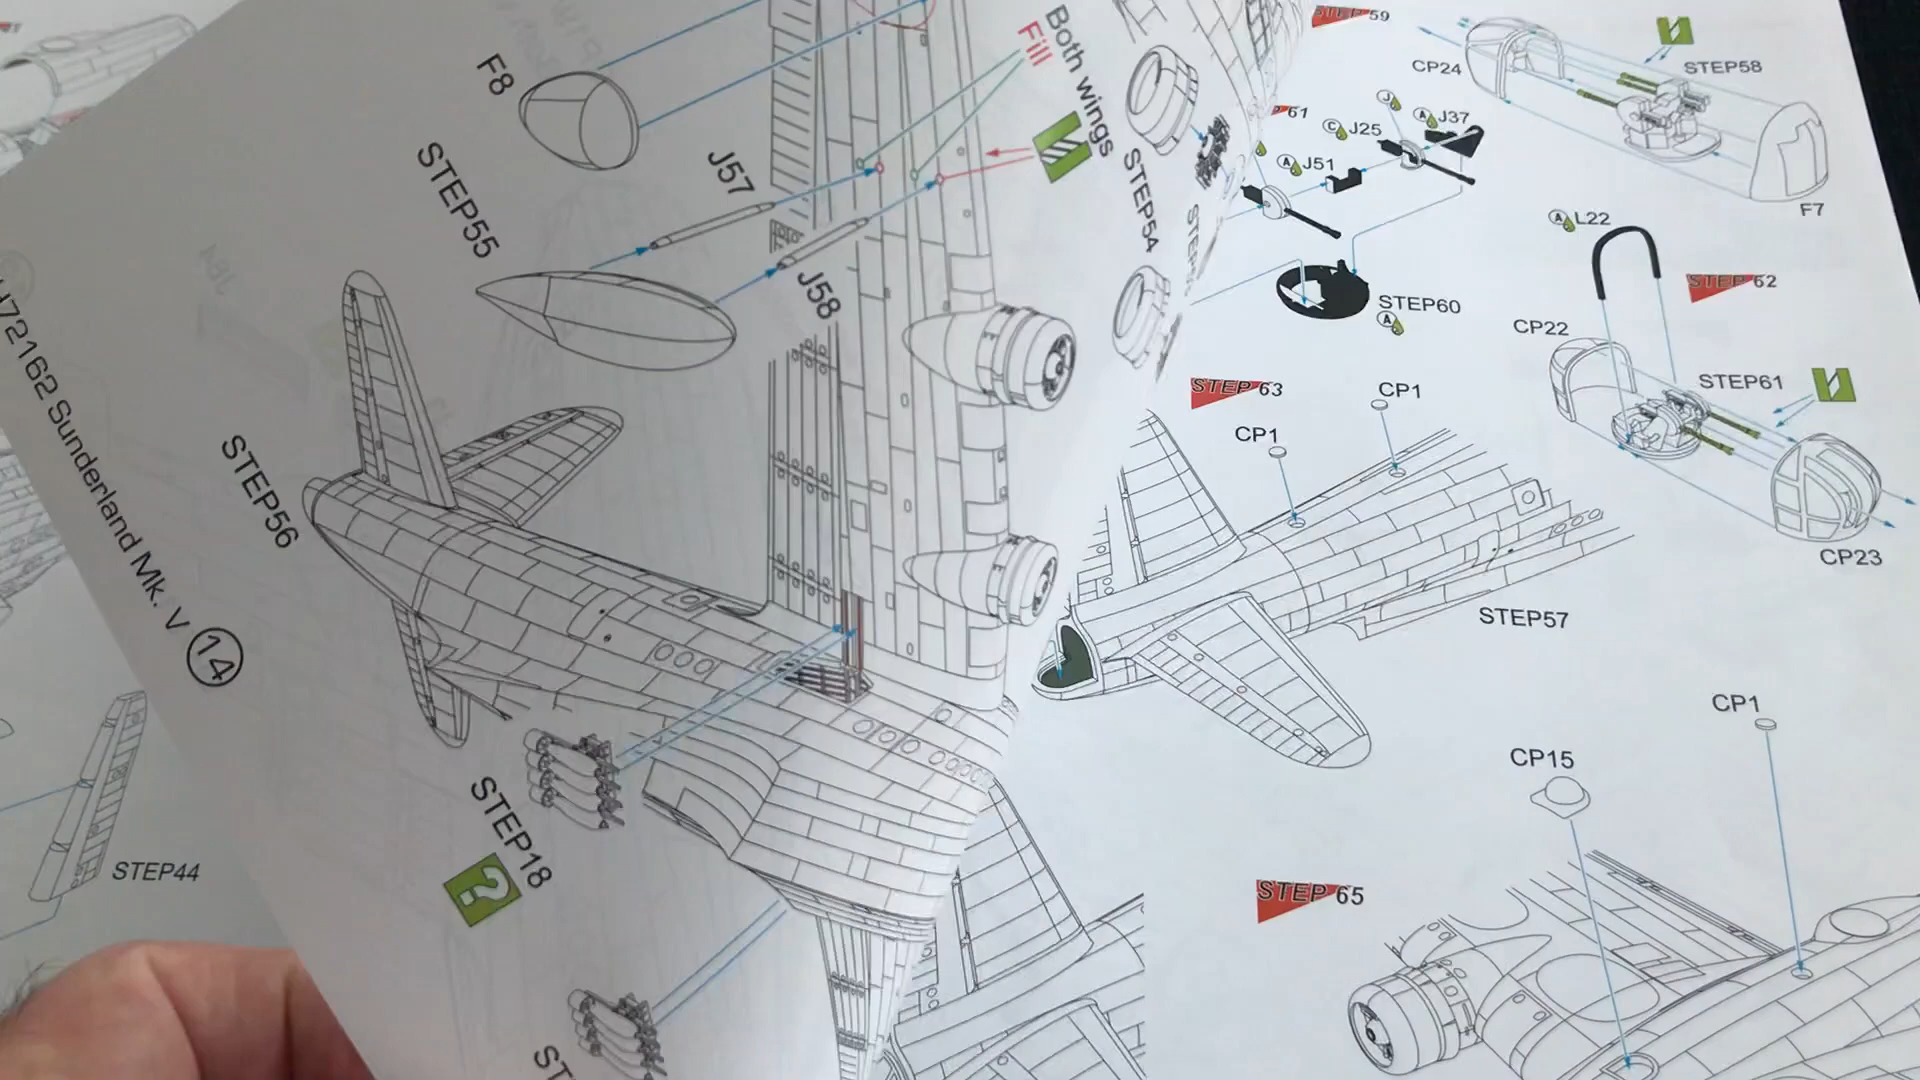 F8
STEP55
J57
J58
Both wings
Fill
STEP54
STEP56
H72162 Sunderland Mk. V 14
STEP18
STEP44
STEP 59
CP24
STEP58
F7
61
J37
A
C J25
A J51
STEP60
A
A L22
STEP 62
CP22
STEP61
CP23
STEP 63
CP1
CP1
STEP57
CP1
CP15
STEP 65